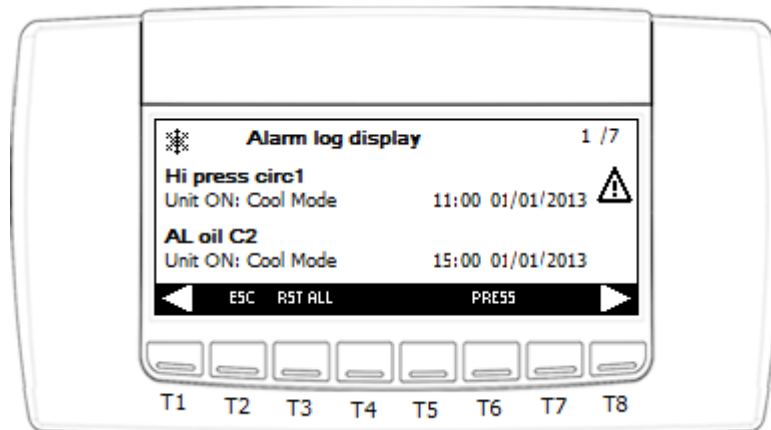 Alarm log display 1 /7
Hi press circ1
Unit ON: Cool Mode 11:00 01/01/2013
AL oil C2
Unit ON: Cool Mode 15:00 01/01/2013
ESC RST ALL PRESS
T1 T2 T3 T4 T5 T6 T7 T8